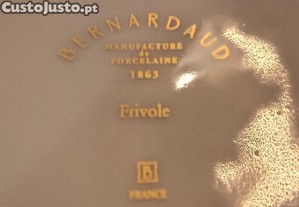 CustoJusto.pt
BERNARDAUD
MANUFACTURE
de
PORCELAINE
1863
Frivole
B
FRANCE